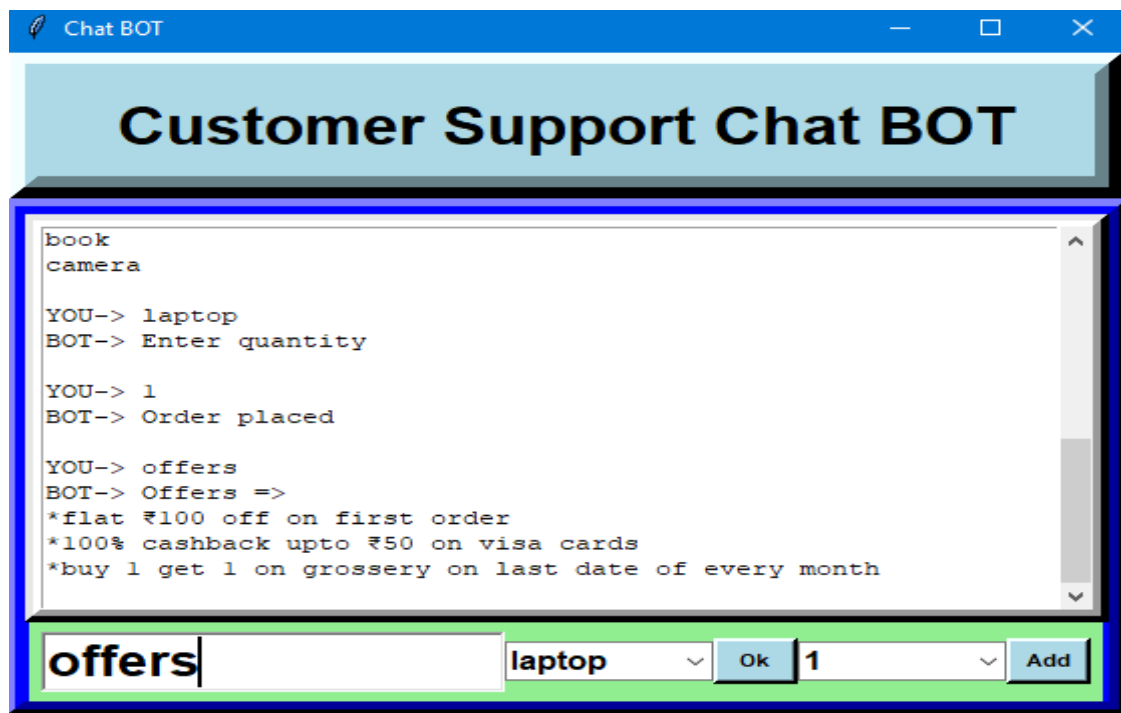 Chat BOT
Customer Support Chat BOT
book
camera
YOU-> laptop
BOT-> Enter quantity
YOU-> 1
BOT-> Order placed
YOU-> offers
BOT-> Offers =>
*flat ₹100 off on first order
*100% cashback upto ₹50 on visa cards
*buy 1 get 1 on grossery on last date of every month
offers laptop Ok 1 Add